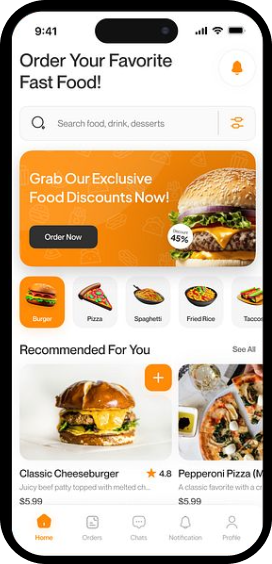 9:41
Order Your Favorite
Fast Food!
Search food, drink, desserts
Grab Our Exclusive
Food Discounts Now!
Order Now
Discount
45%
Burger
Pizza
Spaghetti
Fried Rice
Taccos
Recommended For You
See All
Classic Cheeseburger
4.8
Pepperoni Pizza (M
Juicy beef patty topped with melted ch...
A classic favorite with a cr
$5.99
$5.99
Home
Orders
Chats
Notification
Profile